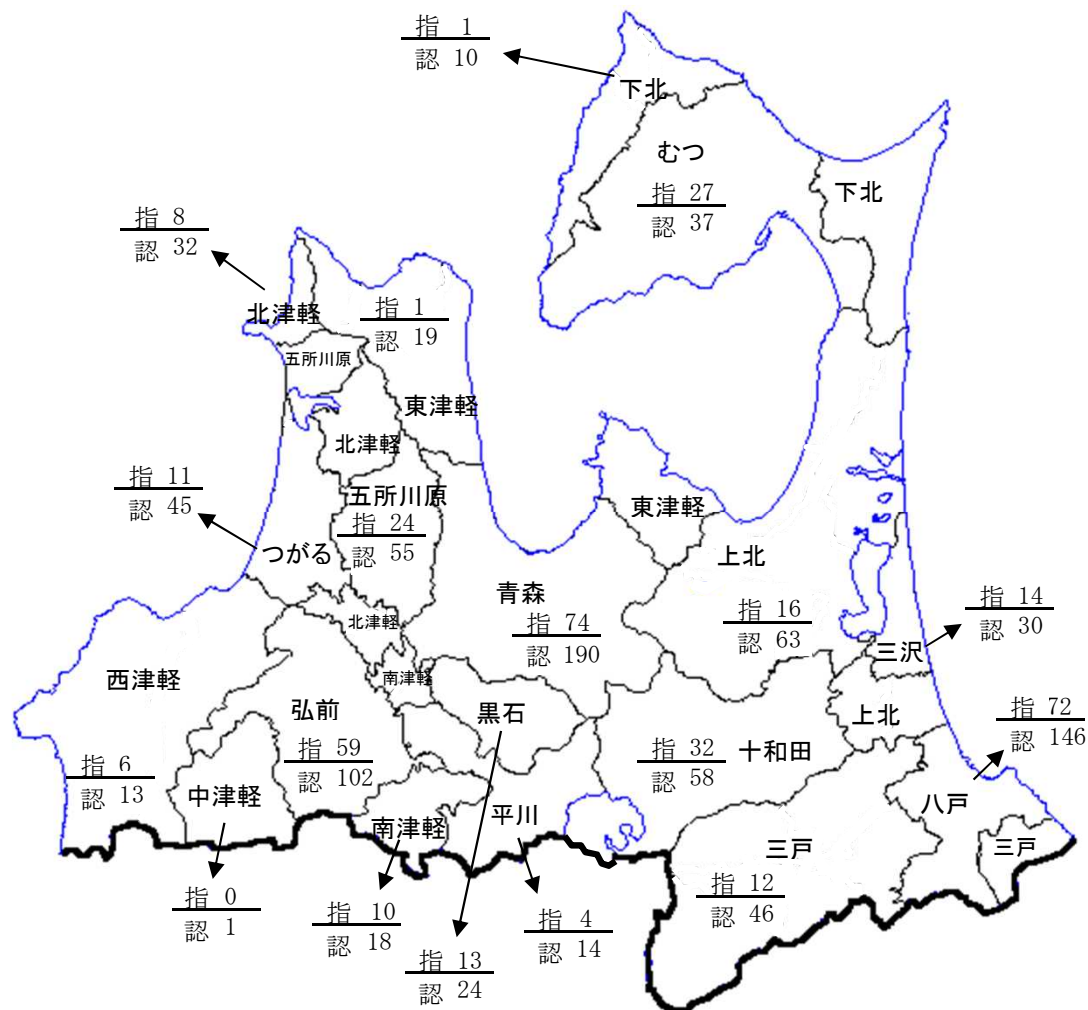 指 1
認 10
下北
むつ
指 27
認 37
下北
指 8
認 32
北津軽
指 1
認 19
五所川原
東津軽
北津軽
指 11
認 45
五所川原
指 24
認 55
つがる
東津軽
上北
青森
指 74
認 190
指 16
認 63
指 14
認 30
三沢
北津軽
南津軽
西津軽
弘前
黒石
上北
指 72
認 146
指 59
認 102
指 32
認 58
十和田
指 6
認 13
中津軽
南津軽
平川
八戸
三戸
三戸
指 0
認 1
指 10
認 18
指 13
認 24
指 4
認 14
指 12
認 46